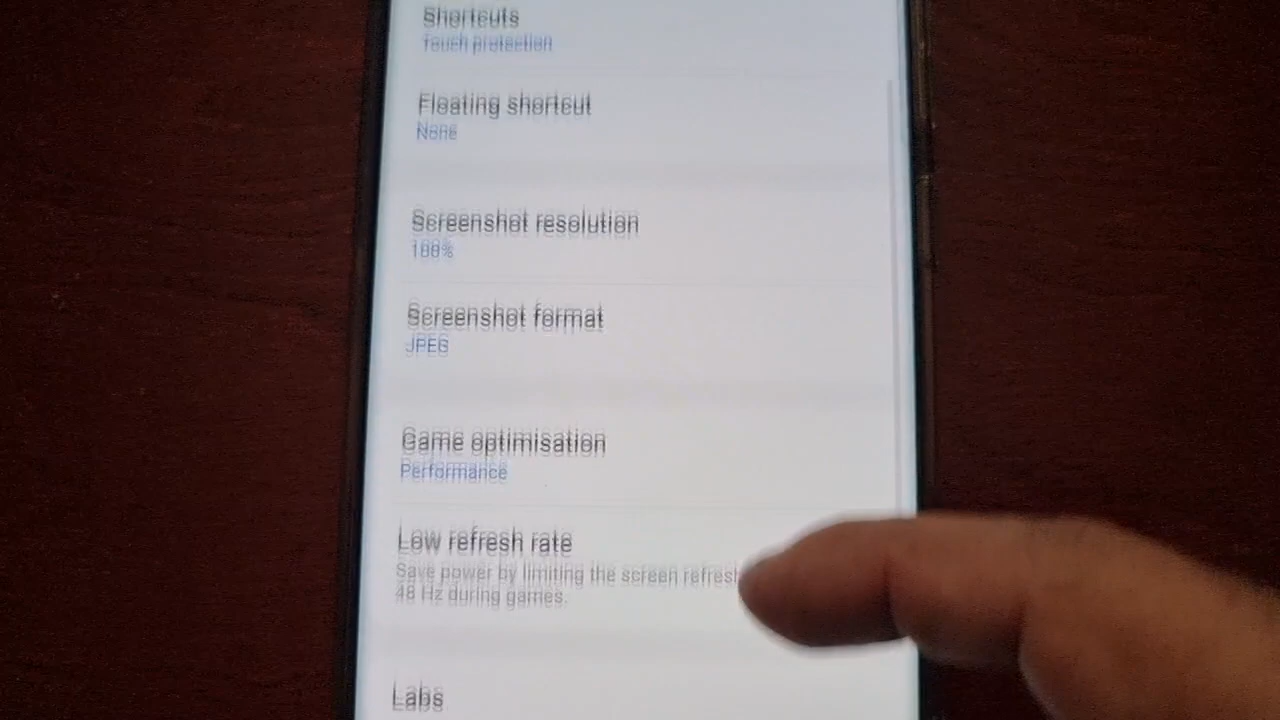 Shortcuts
Touch protection
Floating shortcut
None
Screenshot resolution
100%
Screenshot format
JPEG
Game optimisation
Performance
Low refresh rate
Save power by limiting the screen refresh
48 Hz during games.
Labs